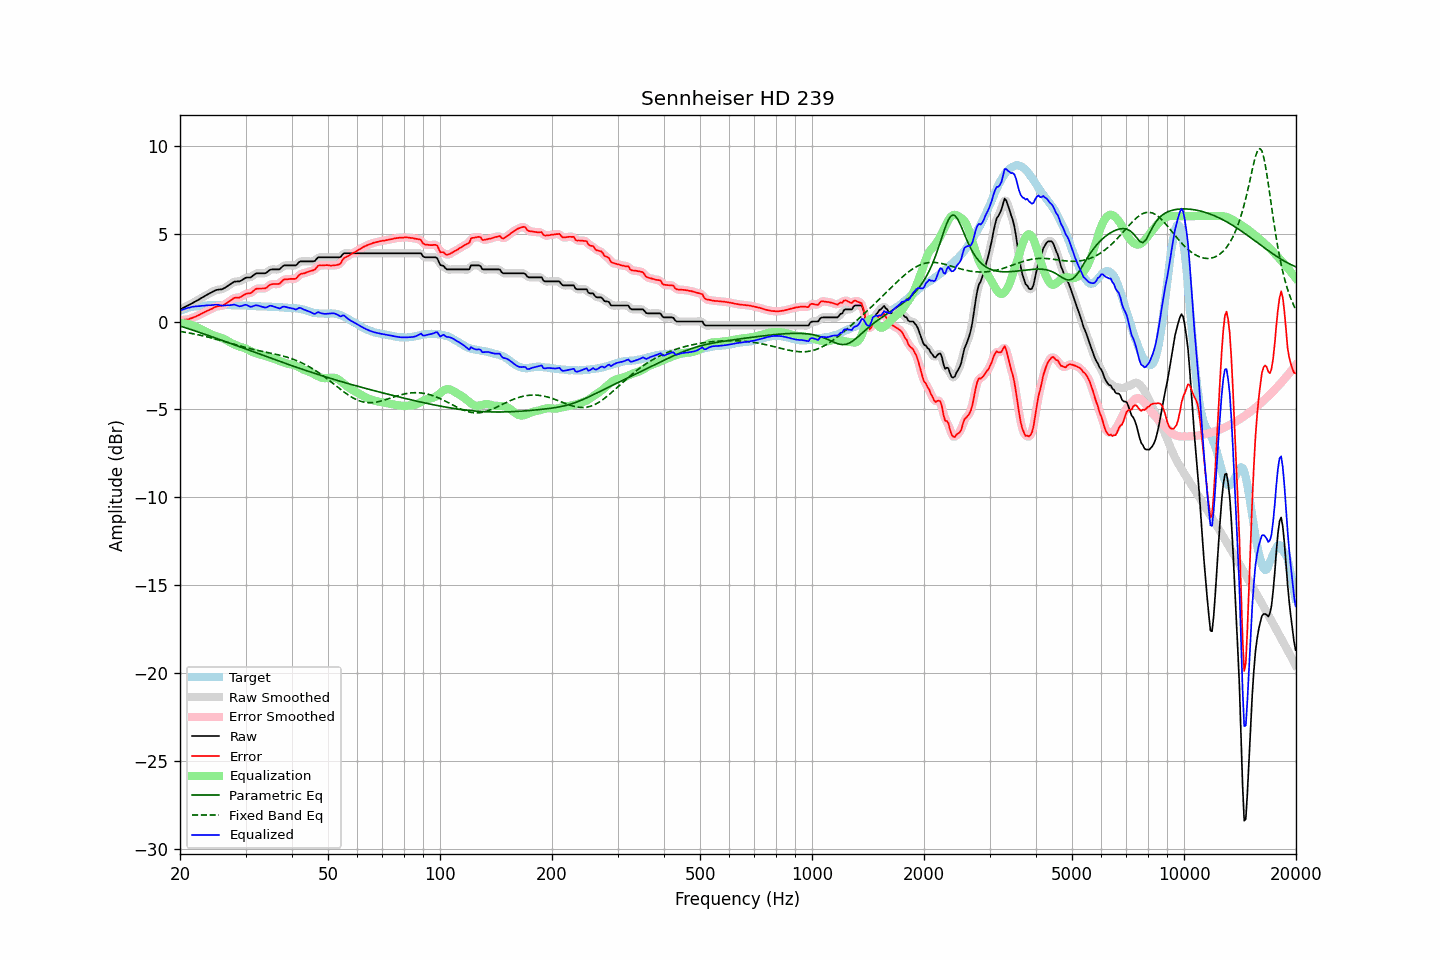 Sennheiser HD 239
Amplitude (dBr)
10
5
0
−5
−10
−15
−20
−25
−30
Target
Raw Smoothed
Error Smoothed
Raw
Error
Equalization
Parametric Eq
Fixed Band Eq
Equalized
20 50 100 200 500 1000 2000 5000 10000 20000
Frequency (Hz)